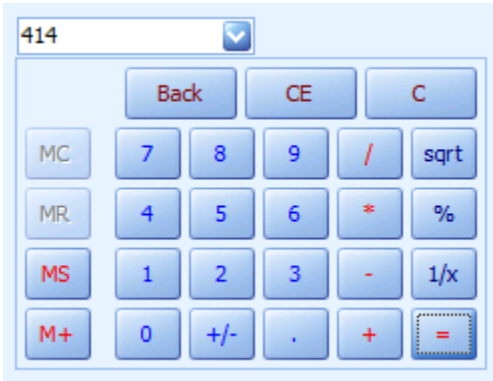 414
Back CE C
MC 7 8 9 / sqrt
MR 4 5 6 * %
MS 1 2 3 - 1/x
M+ 0 +/- . + =